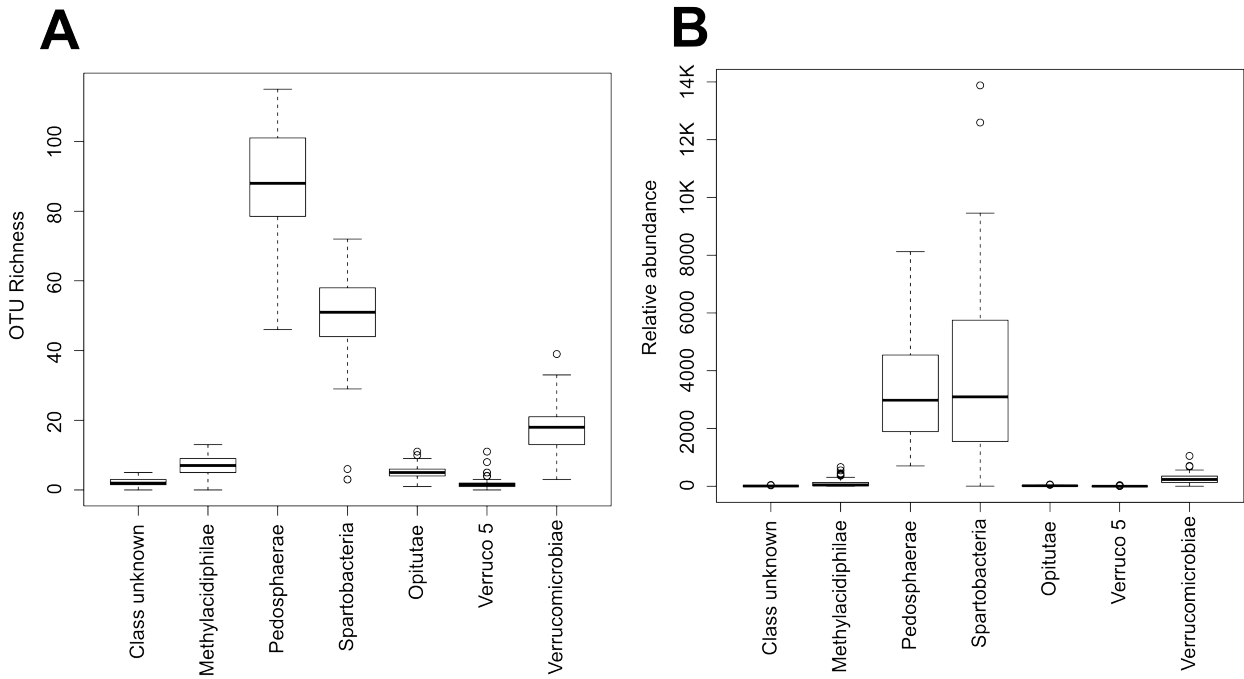 A
OTU Richness
100
80
60
40
20
0
Class unknown
Methylacidiphilae
Pedosphaerae
Spartobacteria
Opitutae
Verruco 5
Verrucomicrobiae
B
Relative abundance
14K
12K
10K
8000
6000
4000
2000
0
Class unknown
Methylacidiphilae
Pedosphaerae
Spartobacteria
Opitutae
Verruco 5
Verrucomicrobiae